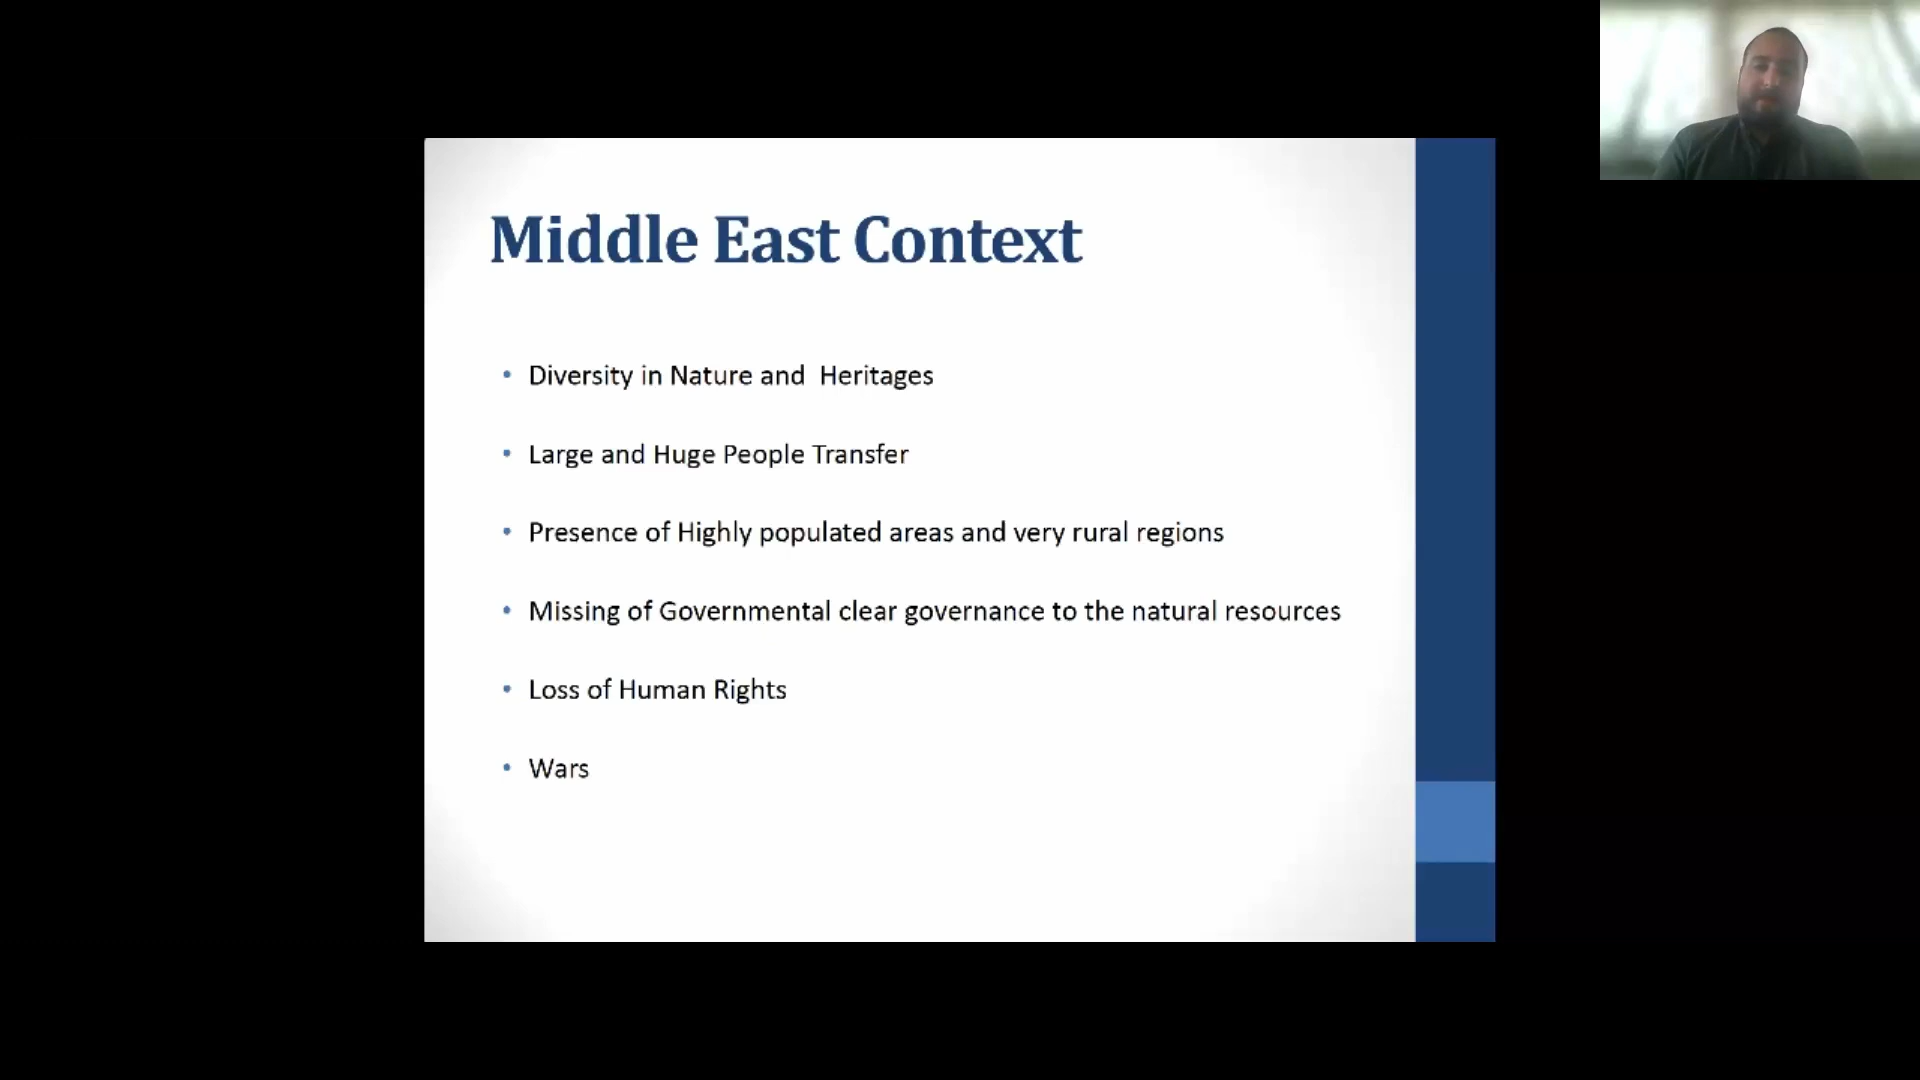 Middle East Context
• Diversity in Nature and  Heritages
• Large and Huge People Transfer
• Presence of Highly populated areas and very rural regions
• Missing of Governmental clear governance to the natural resources
• Loss of Human Rights
• Wars